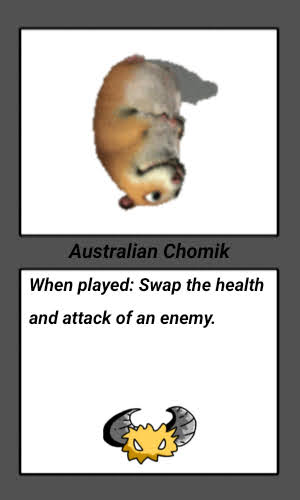 Australian Chomik
When played: Swap the health
and attack of an enemy.